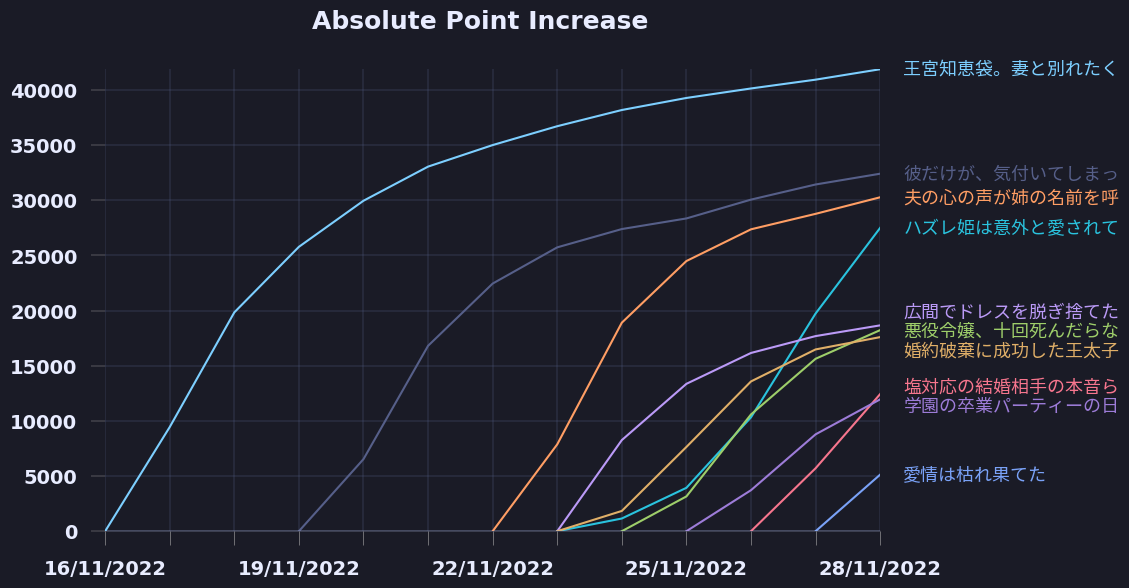 Absolute Point Increase
王宮知恵袋。妻と別れたく
40000
35000
彼だけが、気付いてしまっ
30000
夫の心の声が姉の名前を呼
ハズレ姫は意外と愛されて
25000
20000
広間でドレスを脱ぎ捨てた
悪役令嬢、十回死んだらな
婚約破棄に成功した王太子
15000
塩対応の結婚相手の本音ら
学園の卒業パーティーの日
10000
5000
愛情は枯れ果てた
0
16/11/2022 19/11/2022 22/11/2022 25/11/2022 28/11/2022